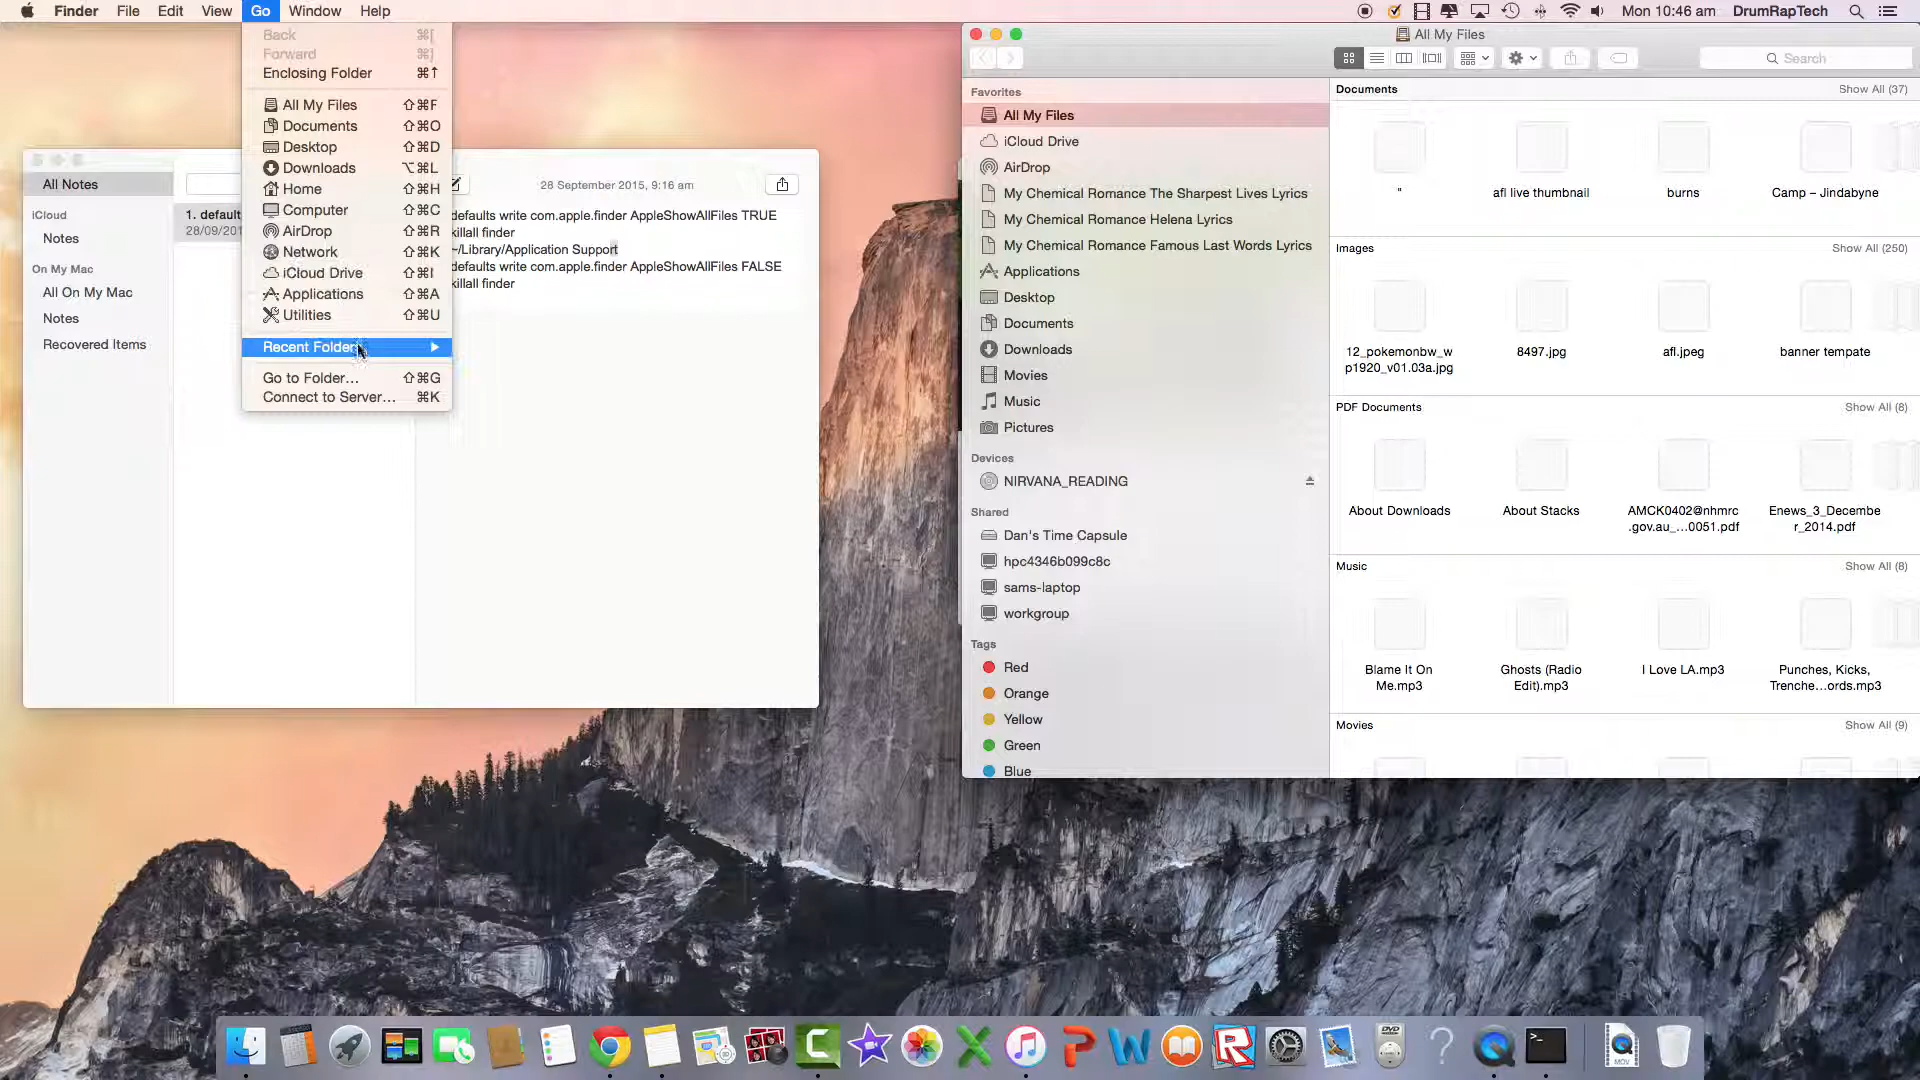 Finder File Edit View Go Window Help
Mon 10:46 am DrumRapTech
Back ⌘[
Forward ⌘]
Enclosing Folder ⌘↑
All My Files ⇧⌘F
Documents ⇧⌘O
Desktop ⇧⌘D
Downloads ⌥⌘L
Home ⇧⌘H
Computer ⇧⌘C
AirDrop ⇧⌘R
Network ⇧⌘K
iCloud Drive ⇧⌘I
Applications ⇧⌘A
Utilities ⇧⌘U
Recent Folders
Go to Folder... ⇧⌘G
Connect to Server... ⌘K
All Notes
iCloud
Notes
On My Mac
All On My Mac
Notes
Recovered Items
1. default
28/09/201
28 September 2015, 9:16 am
defaults write com.apple.finder AppleShowAllFiles TRUE
killall finder
~/Library/Application Support
defaults write com.apple.finder AppleShowAllFiles FALSE
killall finder
All My Files
Search
Favorites
All My Files
iCloud Drive
AirDrop
My Chemical Romance The Sharpest Lives Lyrics
My Chemical Romance Helena Lyrics
My Chemical Romance Famous Last Words Lyrics
Applications
Desktop
Documents
Downloads
Movies
Music
Pictures
Devices
NIRVANA_READING
Shared
Dan's Time Capsule
hpc4346b099c8c
sams-laptop
workgroup
Tags
Red
Orange
Yellow
Green
Blue
Documents Show All (37)
"
afl live thumbnail
burns
Camp – Jindabyne
Images Show All (250)
12_pokemonbw_w
p1920_v01.03a.jpg
8497.jpg
afl.jpeg
banner tempate
PDF Documents Show All (8)
About Downloads
About Stacks
AMCK0402@nhmrc
.gov.au_...0051.pdf
Enews_3_Decembe
r_2014.pdf
Music Show All (8)
Blame It On
Me.mp3
Ghosts (Radio
Edit).mp3
I Love LA.mp3
Punches, Kicks,
Trenche...ords.mp3
Movies Show All (9)
DVD
MOV